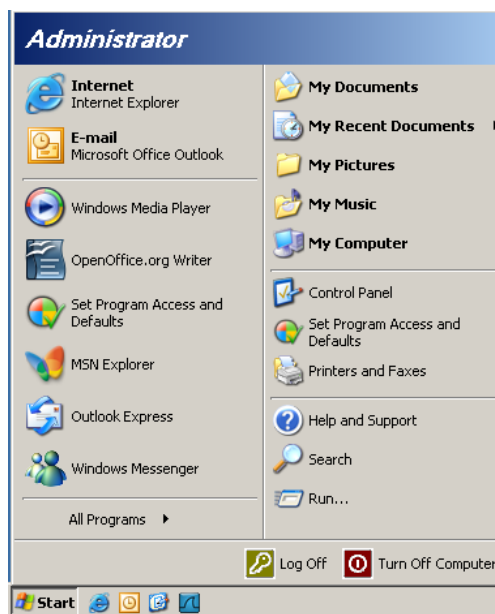 Administrator
Internet
Internet Explorer
E-mail
Microsoft Office Outlook
Windows Media Player
OpenOffice.org Writer
Set Program Access and
Defaults
MSN Explorer
Outlook Express
Windows Messenger
All Programs
My Documents
My Recent Documents
My Pictures
My Music
My Computer
Control Panel
Set Program Access and
Defaults
Printers and Faxes
Help and Support
Search
Run...
Log Off
Turn Off Computer
Start